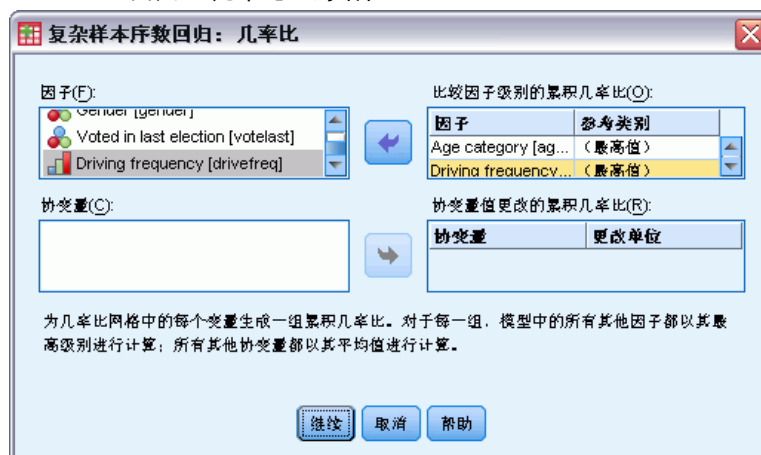 复杂样本序数回归：几率比
因子(F):
Gender [gender]
Voted in last election [votelast]
Driving frequency [drivefreq]
比较因子级别的累积几率比(O):
因子 参考类别
Age category [ag... （最高值）
Driving frequency... （最高值）
协变量(C):
协变量值更改的累积几率比(R):
协变量 更改单位
为几率比网格中的每个变量生成一组累积几率比。对于每一组，模型中的所有其他因子都以其最
高级别进行计算；所有其他协变量都以其平均值进行计算。
继续 取消 帮助